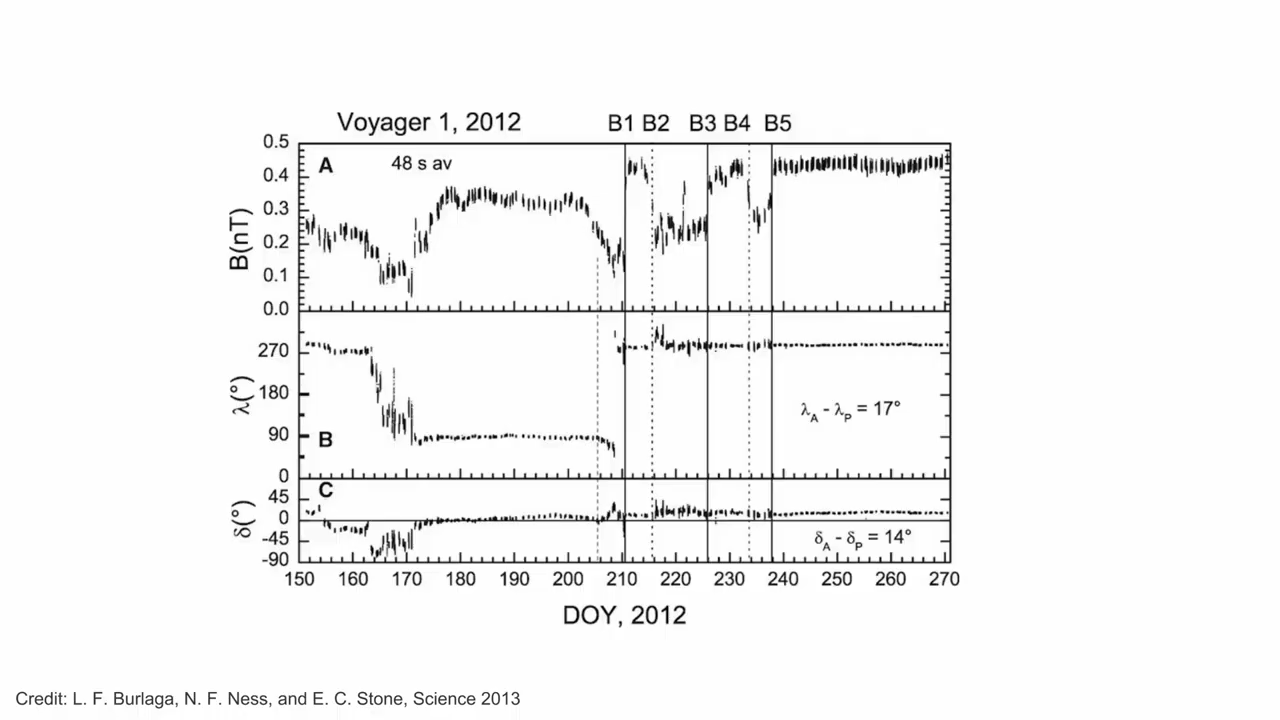 Voyager 1, 2012
B1 B2 B3 B4 B5
A
48 s av
B(nT)
0.5
0.4
0.3
0.2
0.1
0.0
λ(°)
270
180
90
0
B
λA - λP = 17°
C
δ(°)
45
0
-45
-90
δA - δP = 14°
150 160 170 180 190 200 210 220 230 240 250 260 270
DOY, 2012
Credit: L. F. Burlaga, N. F. Ness, and E. C. Stone, Science 2013